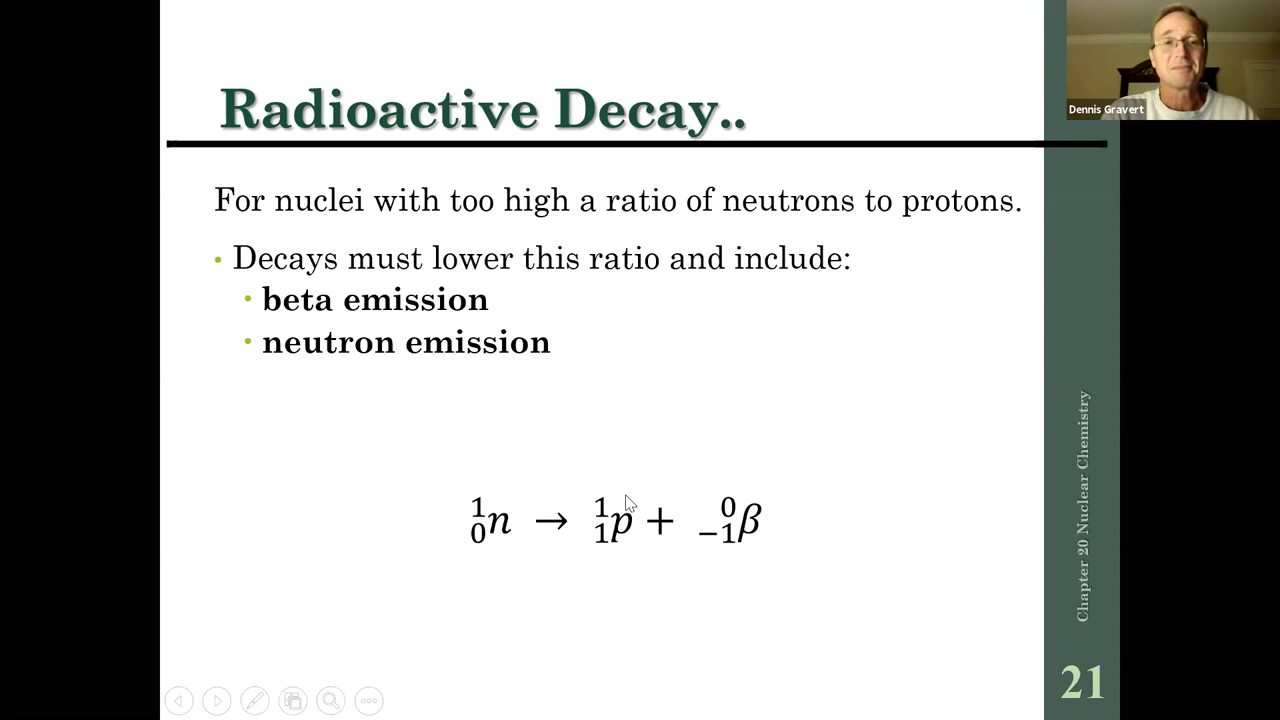 Radioactive Decay..
Dennis Gravert
For nuclei with too high a ratio of neutrons to protons.
• Decays must lower this ratio and include:
• beta emission
• neutron emission
¹₀n → ¹₁p + ⁰₋₁β
Chapter 20 Nuclear Chemistry
21